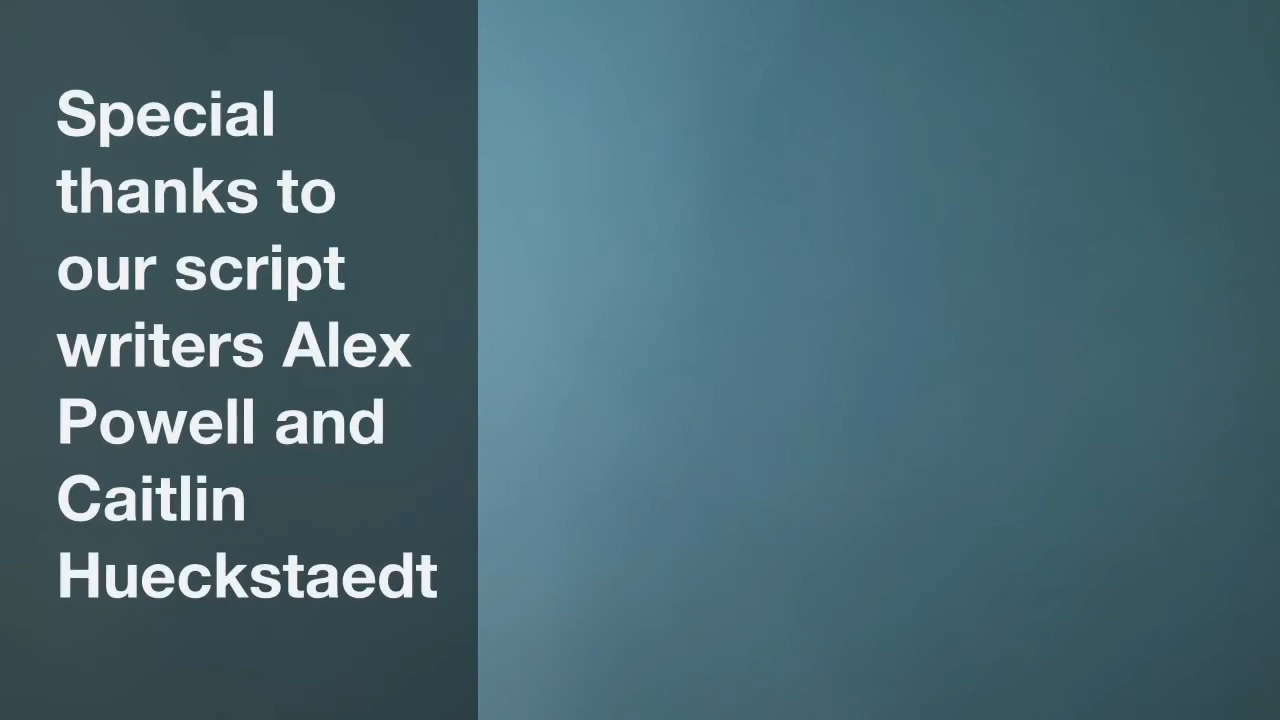 Special
thanks to
our script
writers Alex
Powell and
Caitlin
Hueckstaedt